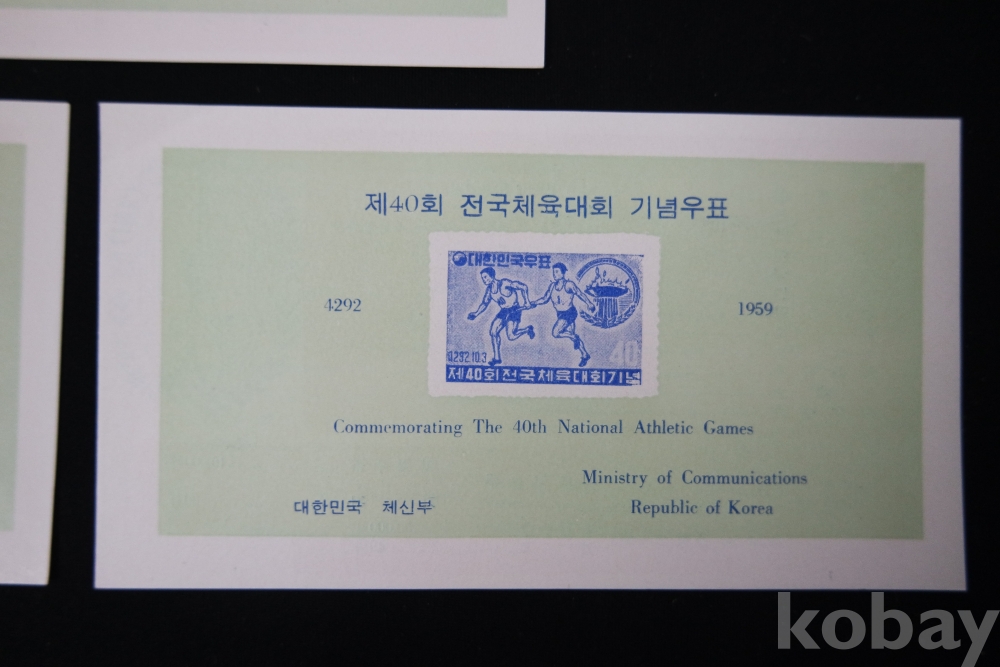 제40회 전국체육대회 기념우표
대한민국우표
4292
1959
40
4292.10.3
제40회전국체육대회기념
Commemorating The 40th National Athletic Games
Ministry of Communications
대한민국 체신부
Republic of Korea
kobay